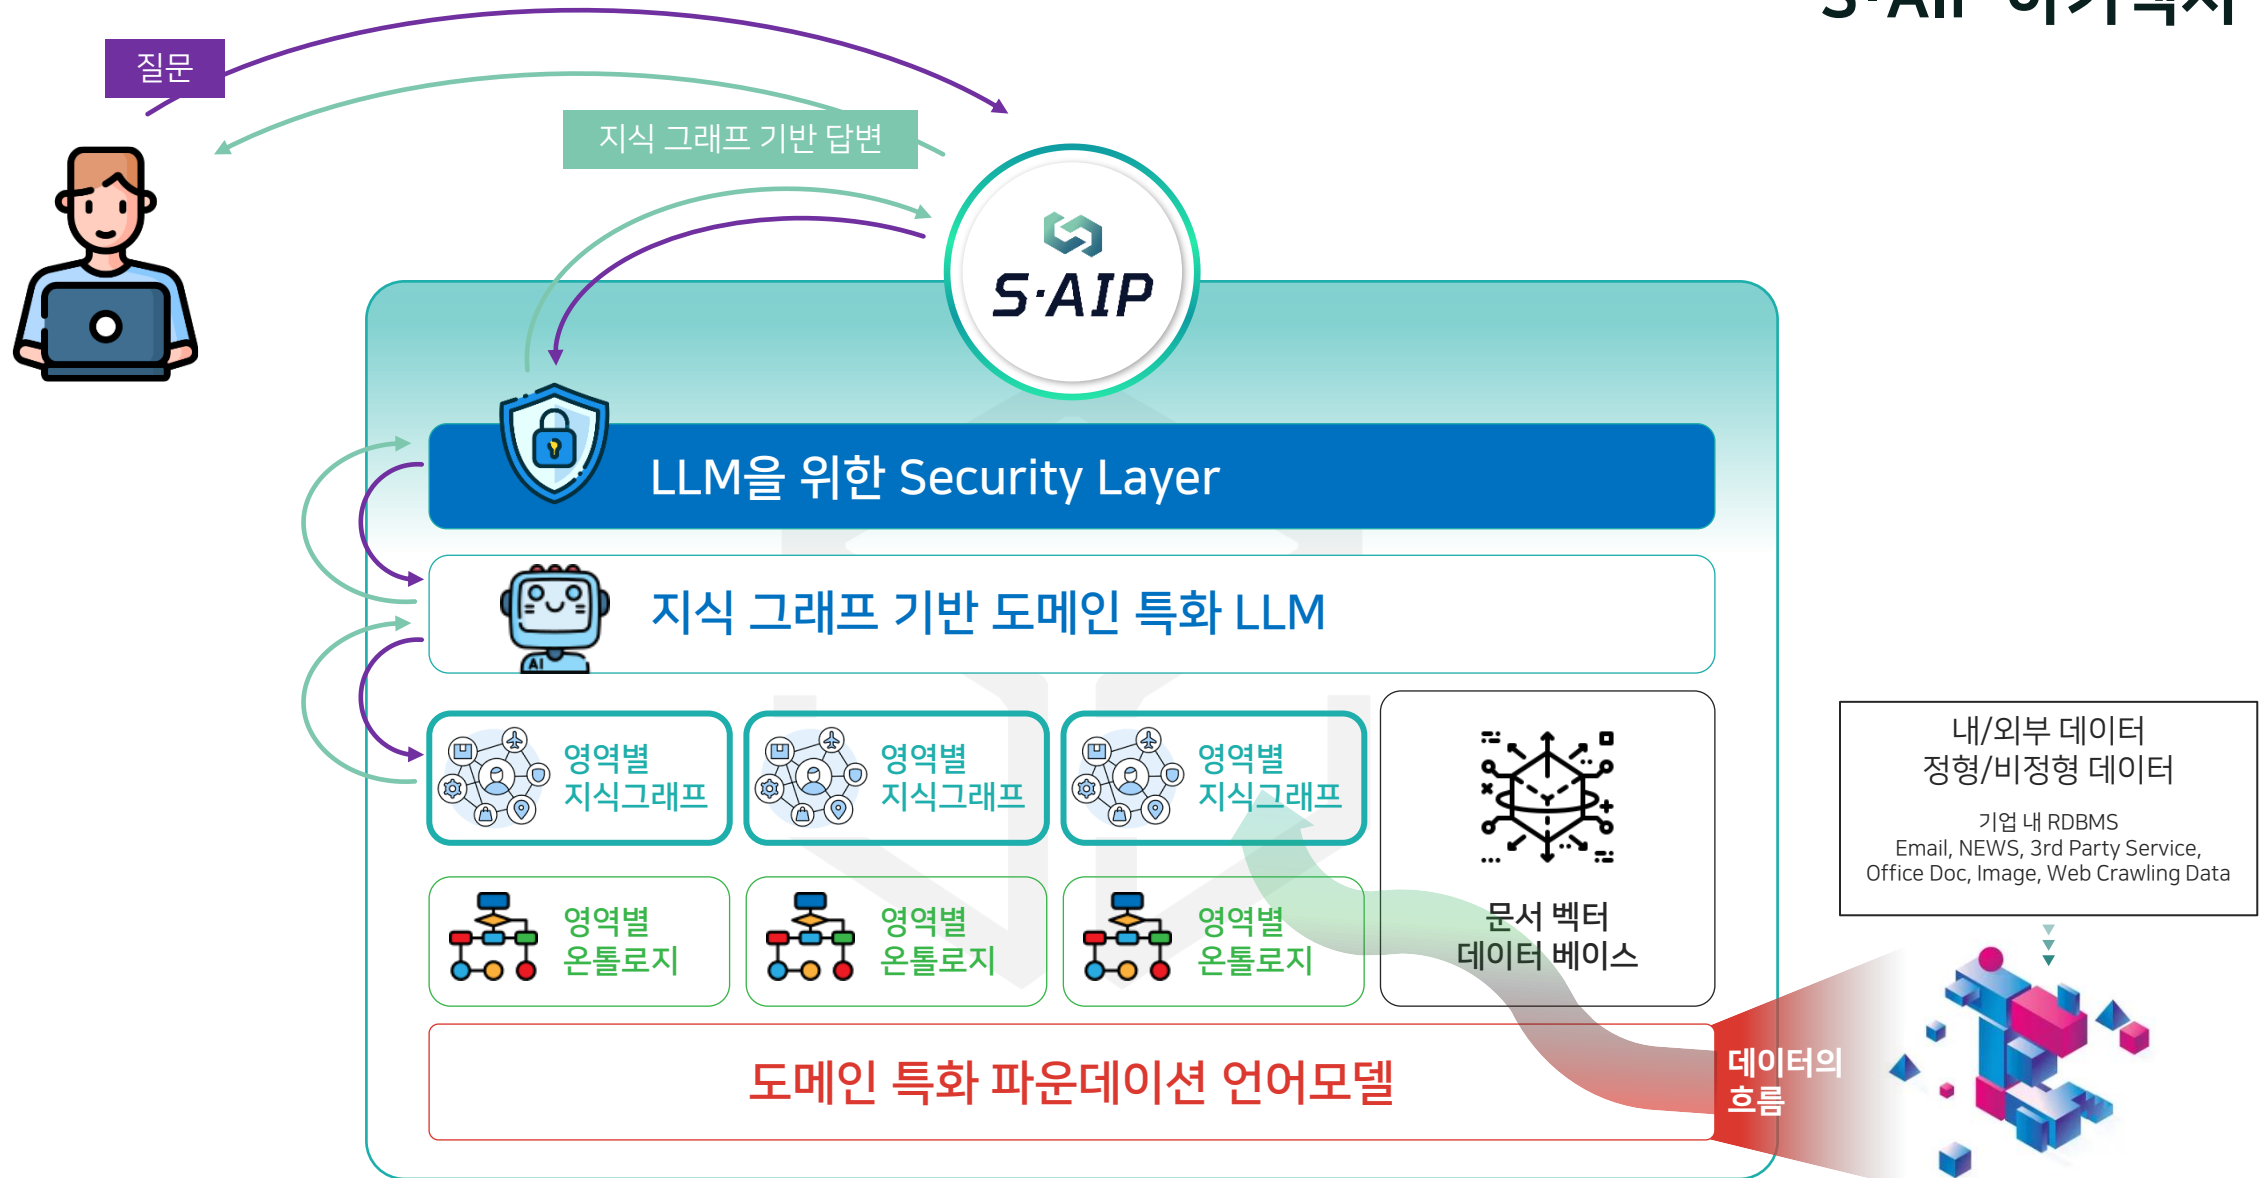 S·AIP 아키텍처
질문
지식 그래프 기반 답변
S·AIP
LLM을 위한 Security Layer
지식 그래프 기반 도메인 특화 LLM
AI
영역별
지식그래프
영역별
지식그래프
영역별
지식그래프
영역별
온톨로지
영역별
온톨로지
영역별
온톨로지
문서 벡터
데이터 베이스
도메인 특화 파운데이션 언어모델
데이터의
흐름
내/외부 데이터
정형/비정형 데이터
기업 내 RDBMS
Email, NEWS, 3rd Party Service,
Office Doc, Image, Web Crawling Data